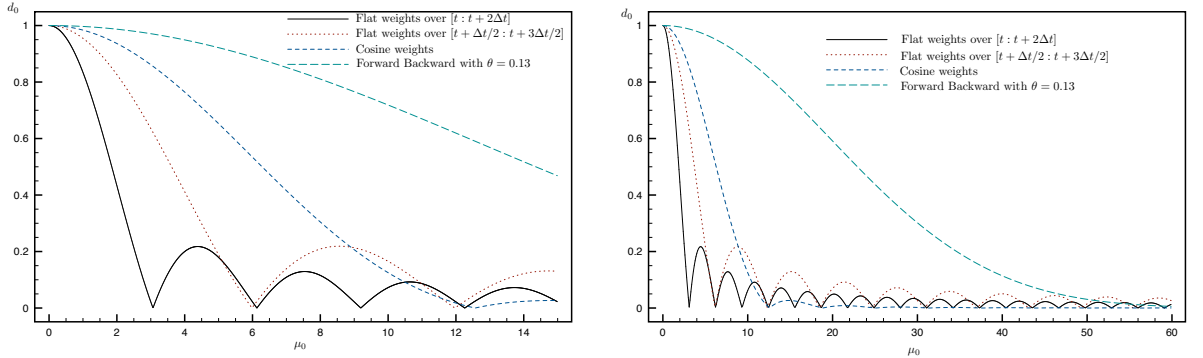 d0
1
0.8
0.6
0.4
0.2
0
0 2 4 6 8 10 12 14
μ0
Flat weights over [t : t + 2Δt]
Flat weights over [t + Δt/2 : t + 3Δt/2]
Cosine weights
Forward Backward with θ = 0.13
d0
1
0.8
0.6
0.4
0.2
0
0 10 20 30 40 50 60
μ0
Flat weights over [t : t + 2Δt]
Flat weights over [t + Δt/2 : t + 3Δt/2]
Cosine weights
Forward Backward with θ = 0.13